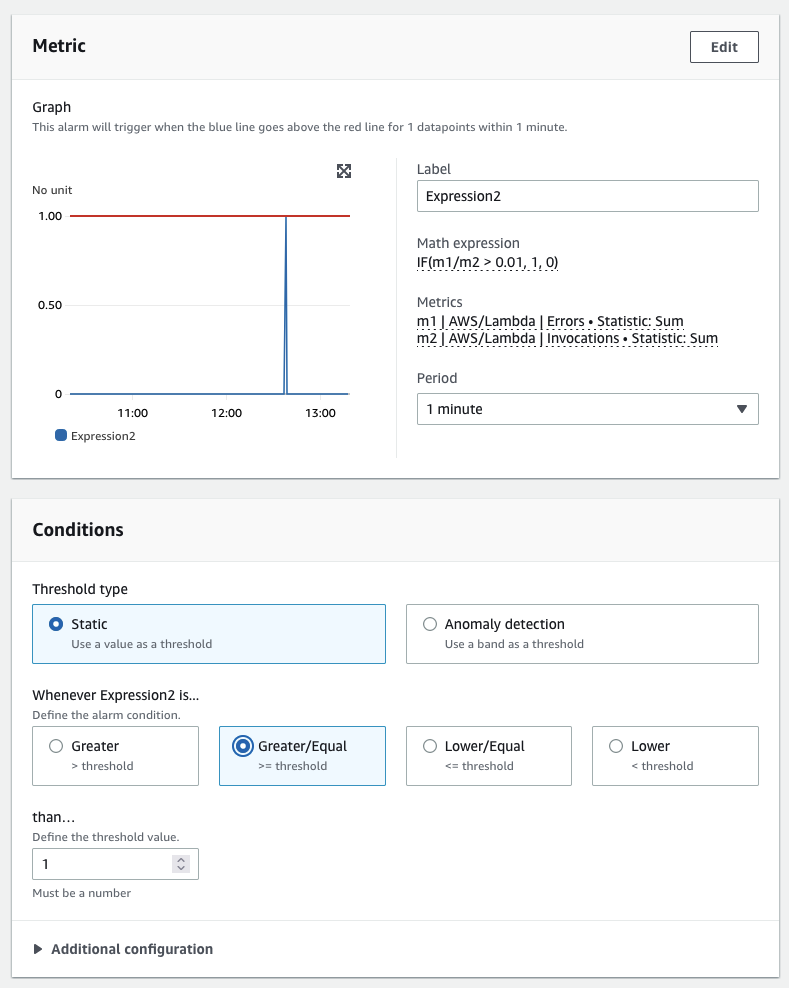 Metric
Edit
Graph
This alarm will trigger when the blue line goes above the red line for 1 datapoints within 1 minute.
No unit
1.00
0.50
0
11:00
12:00
13:00
Expression2
Label
Expression2
Math expression
IF(m1/m2 > 0.01, 1, 0)
Metrics
m1 | AWS/Lambda | Errors • Statistic: Sum
m2 | AWS/Lambda | Invocations • Statistic: Sum
Period
1 minute
Conditions
Threshold type
Static
Use a value as a threshold
Anomaly detection
Use a band as a threshold
Whenever Expression2 is...
Define the alarm condition.
Greater
> threshold
Greater/Equal
>= threshold
Lower/Equal
<= threshold
Lower
< threshold
than...
Define the threshold value.
1
Must be a number
Additional configuration